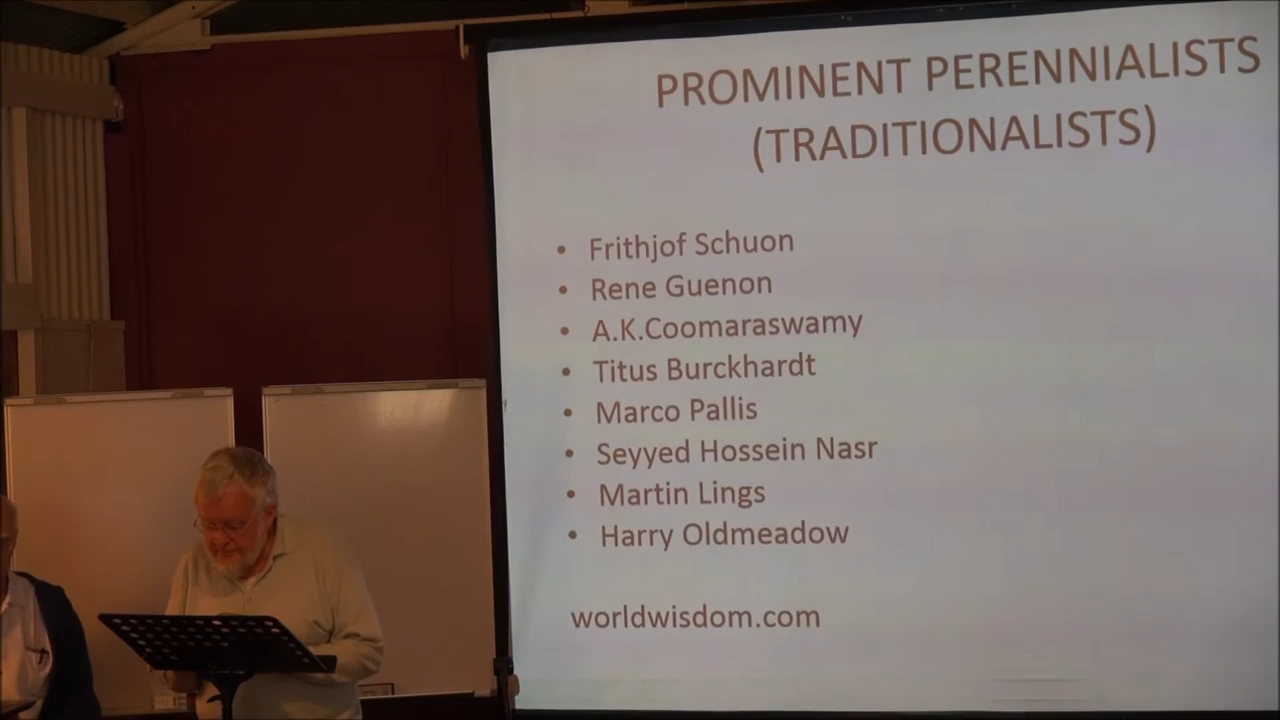 PROMINENT PERENNIALISTS
(TRADITIONALISTS)
• Frithjof Schuon
• Rene Guenon
• A.K.Coomaraswamy
• Titus Burckhardt
• Marco Pallis
• Seyyed Hossein Nasr
• Martin Lings
• Harry Oldmeadow
worldwisdom.com